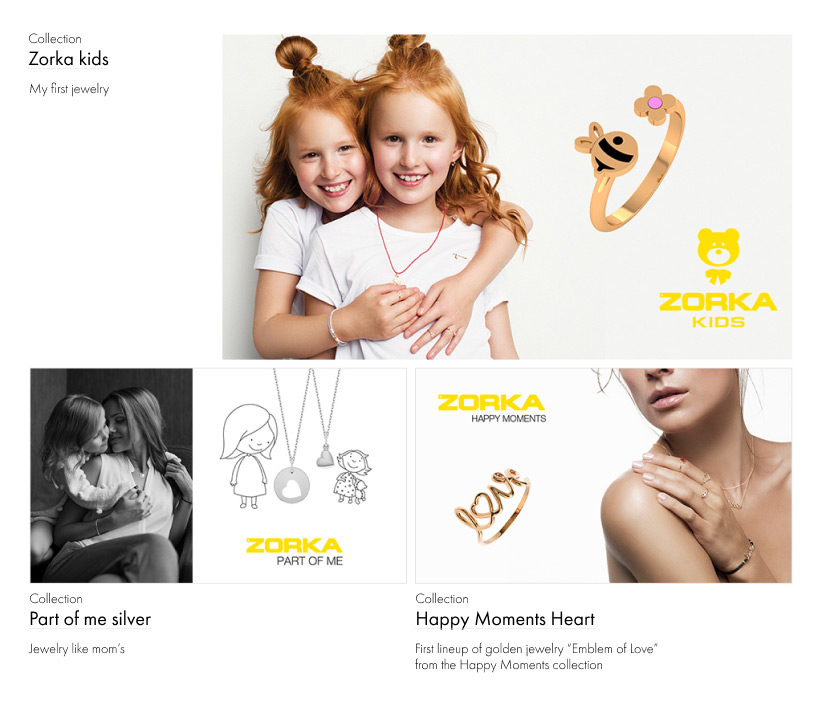 Collection
Zorka kids
My first jewelry
ZORKA
KIDS
ZORKA
PART OF ME
ZORKA
HAPPY MOMENTS
love
Collection
Part of me silver
Jewelry like mom’s
Collection
Happy Moments Heart
First lineup of golden jewelry “Emblem of Love”
from the Happy Moments collection